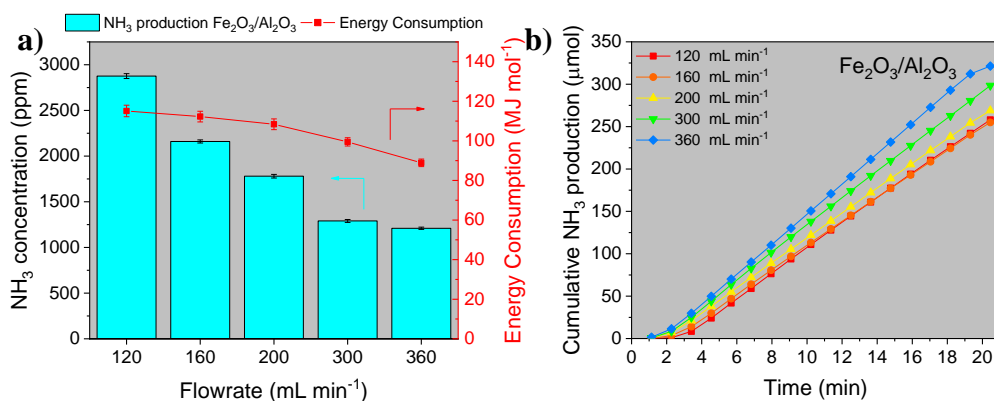 NH₃ production Fe₂O₃/Al₂O₃ Energy Consumption
a)
NH₃ concentration (ppm)
3000
2500
2000
1750
1250
1000
750
500
250
0
120 160 200 300 360
Flowrate (mL min⁻¹)
140
120
100
80
60
40
20
0
Energy Consumption (MJ mol⁻¹)
b)
Cumulative NH₃ production (μmol)
350
300
250
200
150
100
50
0
120 mL min⁻¹
160 mL min⁻¹
200 mL min⁻¹
300 mL min⁻¹
360 mL min⁻¹
Fe₂O₃/Al₂O₃
0 2 4 6 8 10 12 14 16 18 20
Time (min)